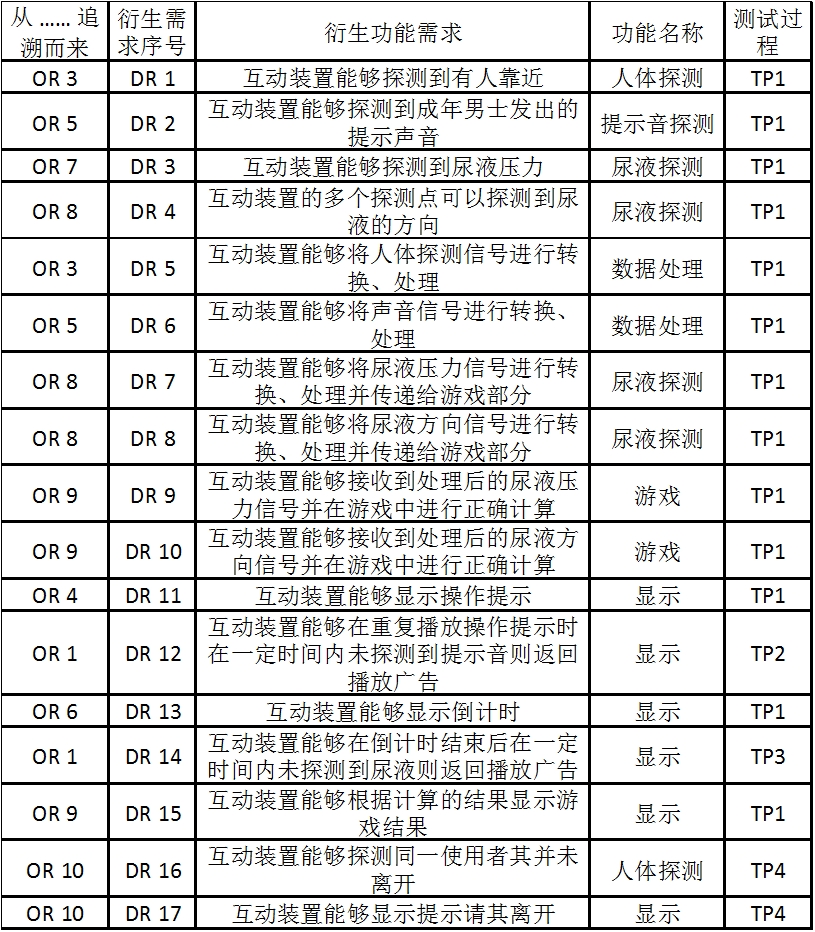 从……追溯而来 衍生需求序号 衍生功能需求 功能名称 测试过程
OR 3 DR 1 互动装置能够探测到有人靠近 人体探测 TP1
OR 5 DR 2 互动装置能够探测到成年男士发出的提示声音 提示音探测 TP1
OR 7 DR 3 互动装置能够探测到尿液压力 尿液探测 TP1
OR 8 DR 4 互动装置的多个探测点可以探测到尿液的方向 尿液探测 TP1
OR 3 DR 5 互动装置能够将人体探测信号进行转换、处理 数据处理 TP1
OR 5 DR 6 互动装置能够将声音信号进行转换、处理 数据处理 TP1
OR 8 DR 7 互动装置能够将尿液压力信号进行转换、处理并传递给游戏部分 尿液探测 TP1
OR 8 DR 8 互动装置能够将尿液方向信号进行转换、处理并传递给游戏部分 尿液探测 TP1
OR 9 DR 9 互动装置能够接收到处理后的尿液压力信号并在游戏中进行正确计算 游戏 TP1
OR 9 DR 10 互动装置能够接收到处理后的尿液方向信号并在游戏中进行正确计算 游戏 TP1
OR 4 DR 11 互动装置能够显示操作提示 显示 TP1
OR 1 DR 12 互动装置能够在重复播放操作提示时在一定时间内未探测到提示音则返回播放广告 显示 TP2
OR 6 DR 13 互动装置能够显示倒计时 显示 TP1
OR 1 DR 14 互动装置能够在倒计时结束后在一定时间内未探测到尿液则返回播放广告 显示 TP3
OR 9 DR 15 互动装置能够根据计算的结果显示游戏结果 显示 TP1
OR 10 DR 16 互动装置能够探测同一使用者其并未离开 人体探测 TP4
OR 10 DR 17 互动装置能够显示提示请其离开 显示 TP4